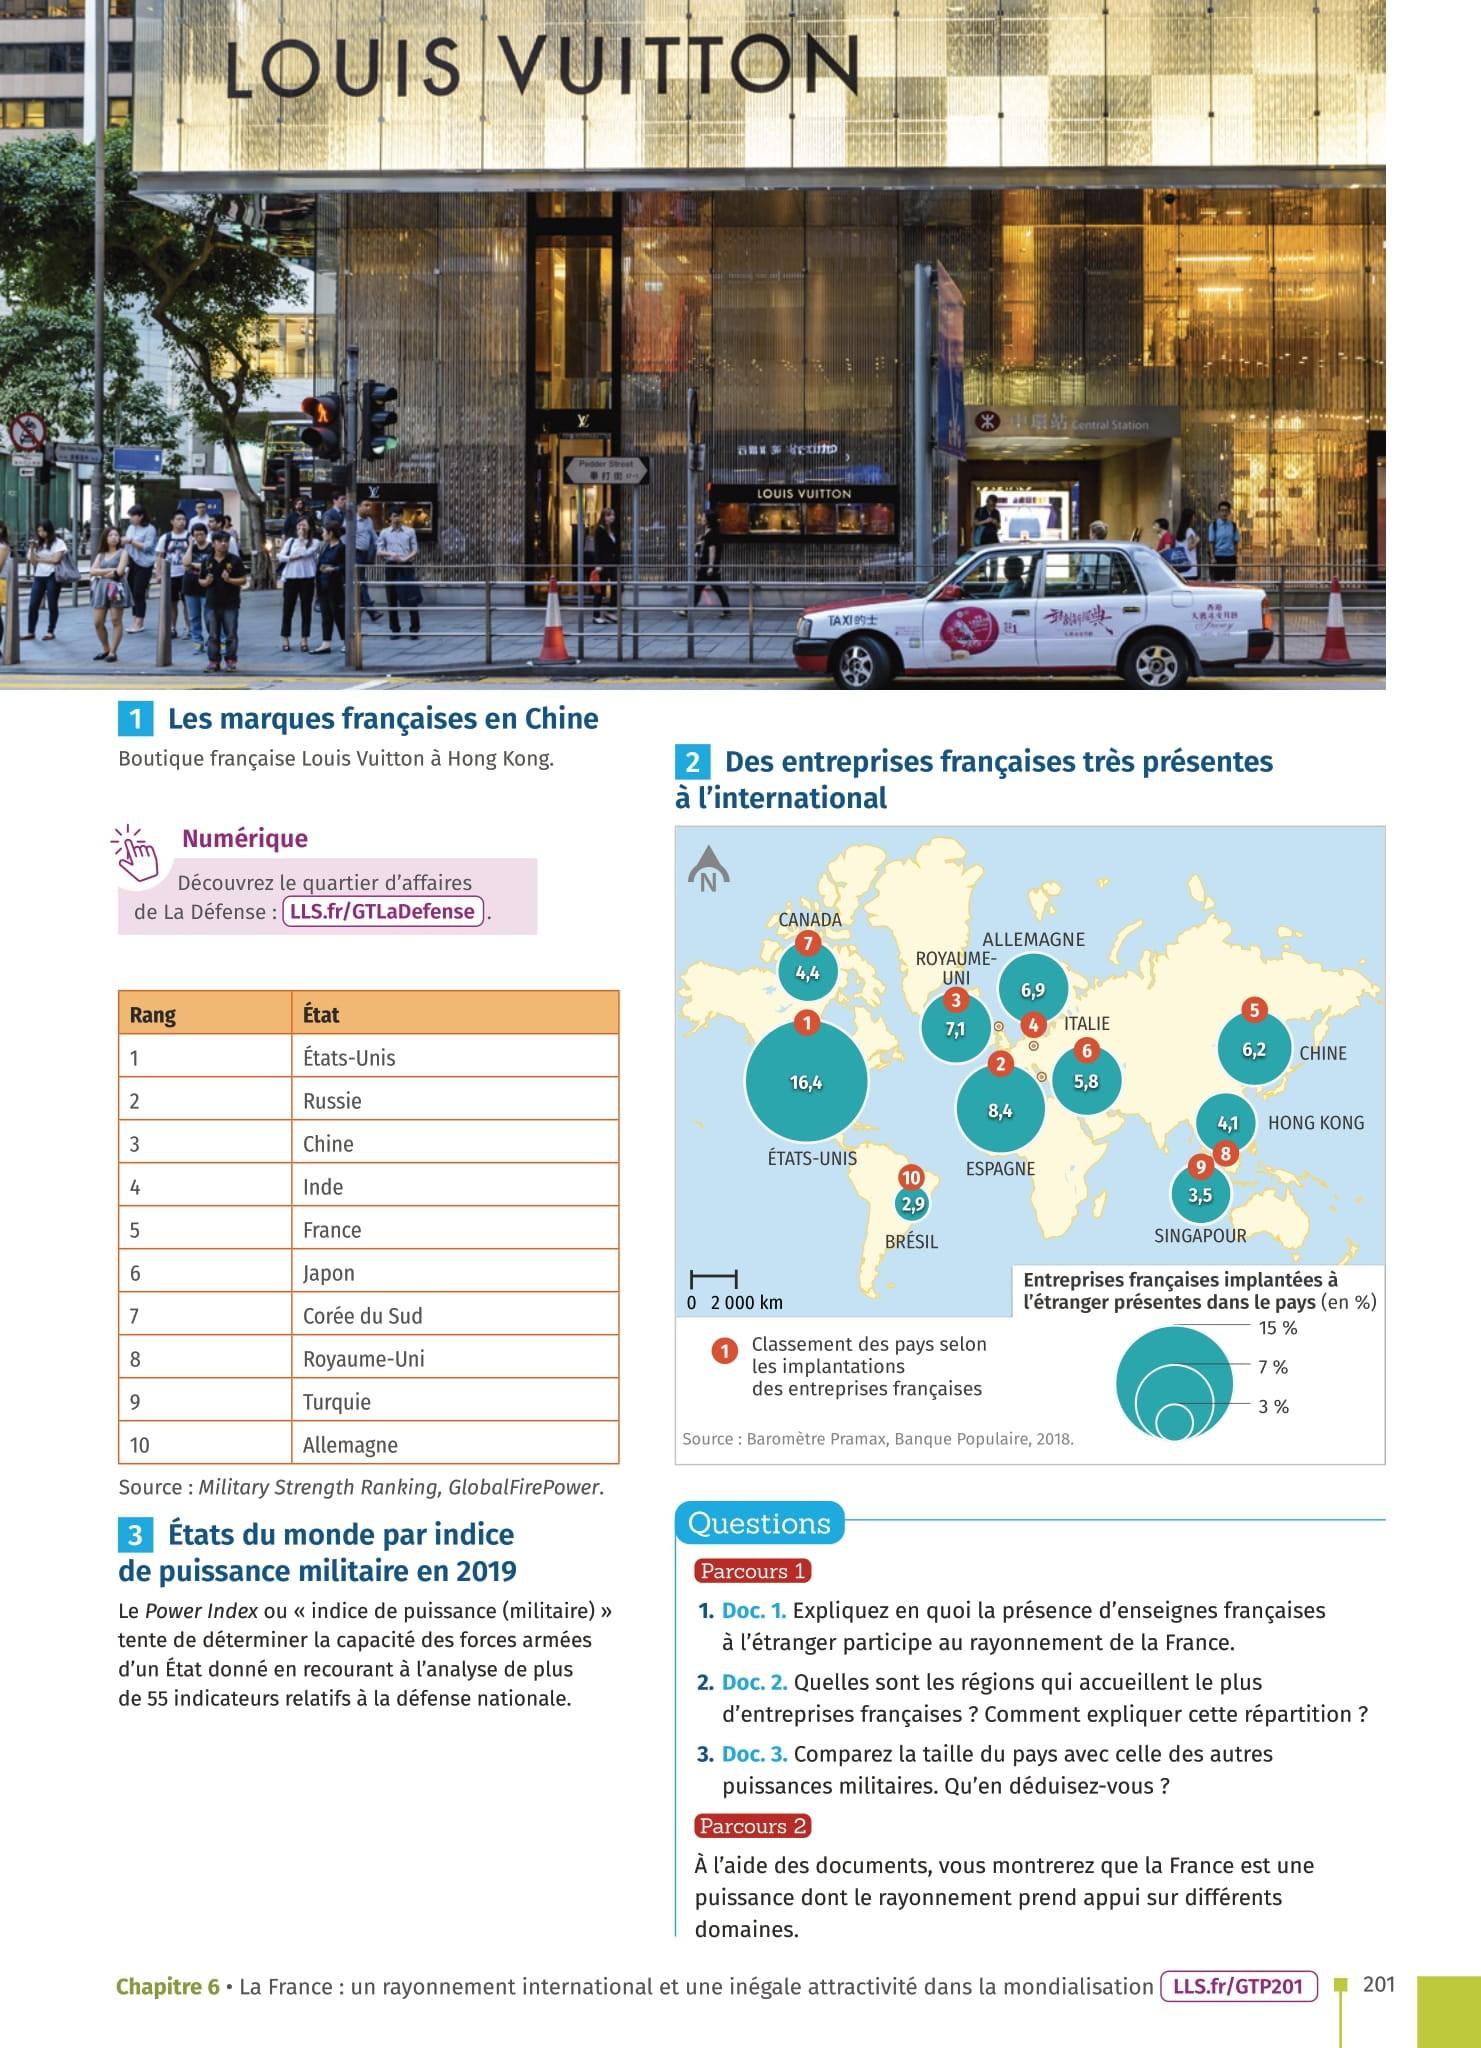 LOUIS VUITTON
中環站 Central Station
Pedder Street
畢打街
LOUIS VUITTON
TAXI的士
1 Les marques françaises en Chine
Boutique française Louis Vuitton à Hong Kong.
Numérique
Découvrez le quartier d’affaires
de La Défense : LLS.fr/GTLaDefense .
Rang État
1 États-Unis
2 Russie
3 Chine
4 Inde
5 France
6 Japon
7 Corée du Sud
8 Royaume-Uni
9 Turquie
10 Allemagne
Source : Military Strength Ranking, GlobalFirePower.
3 États du monde par indice
de puissance militaire en 2019
Le Power Index ou « indice de puissance (militaire) »
tente de déterminer la capacité des forces armées
d’un État donné en recourant à l’analyse de plus
de 55 indicateurs relatifs à la défense nationale.
2 Des entreprises françaises très présentes
à l’international
N
CANADA
7
4,4
1
16,4
ÉTATS-UNIS
ROYAUME-
UNI
3
7,1
ALLEMAGNE
6,9
4
ITALIE
6
5,8
2
8,4
ESPAGNE
5
6,2
CHINE
4,1
HONG KONG
8
9
3,5
SINGAPOUR
10
2,9
BRÉSIL
0 2 000 km
Entreprises françaises implantées à
l’étranger présentes dans le pays (en %)
15 %
7 %
3 %
1 Classement des pays selon
les implantations
des entreprises françaises
Source : Baromètre Pramax, Banque Populaire, 2018.
Questions
Parcours 1
1. Doc. 1. Expliquez en quoi la présence d’enseignes françaises
à l’étranger participe au rayonnement de la France.
2. Doc. 2. Quelles sont les régions qui accueillent le plus
d’entreprises françaises ? Comment expliquer cette répartition ?
3. Doc. 3. Comparez la taille du pays avec celle des autres
puissances militaires. Qu’en déduisez-vous ?
Parcours 2
À l’aide des documents, vous montrerez que la France est une
puissance dont le rayonnement prend appui sur différents
domaines.
Chapitre 6 • La France : un rayonnement international et une inégale attractivité dans la mondialisation LLS.fr/GTP201 201